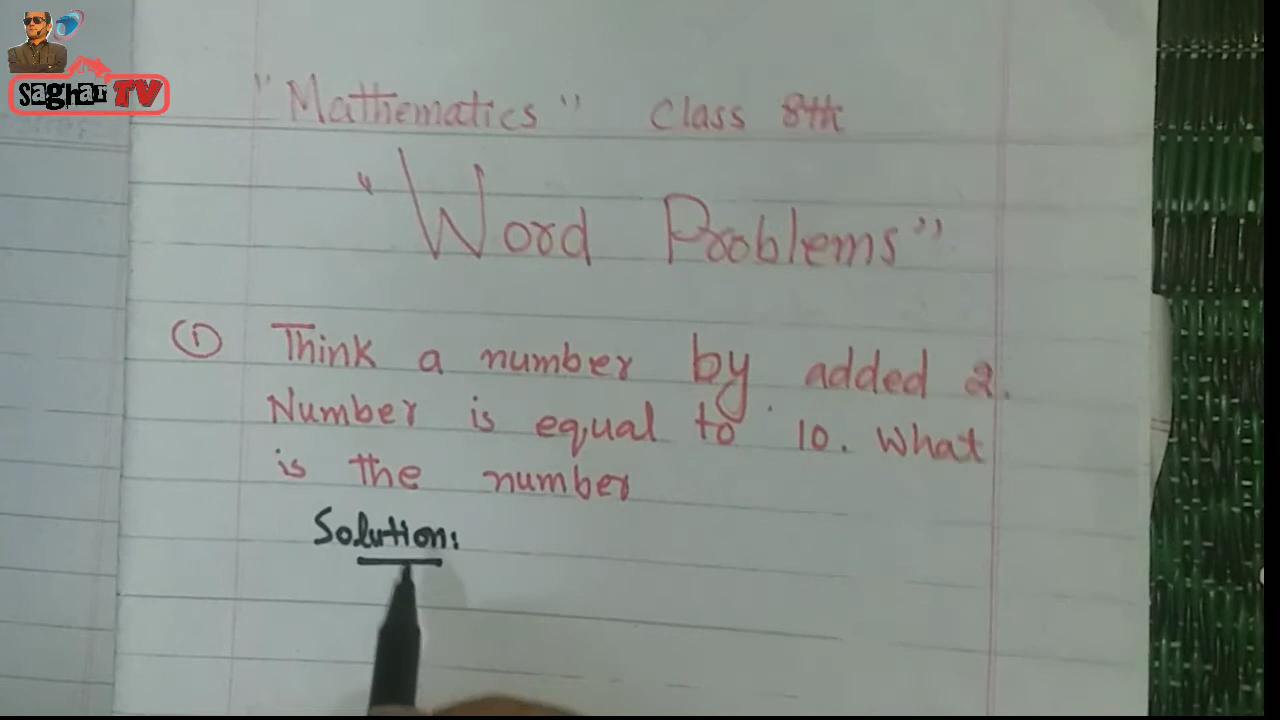 saghar TV
"Mathematics" Class 8th
"Word Problems"
① Think a number by added 2.
Number is equal to 10. What
is the number
Solution: